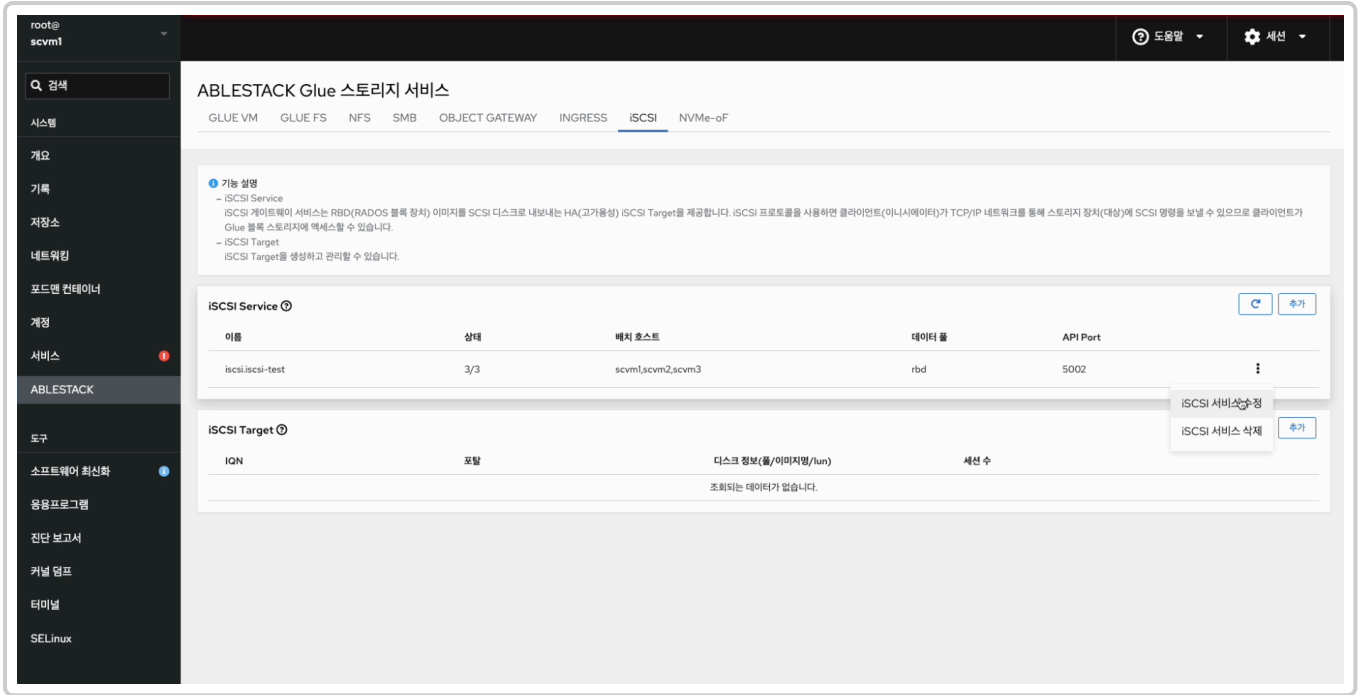 root@
scvm1
도움말
세션
검색
시스템
개요
기록
저장소
네트워킹
포드맨 컨테이너
계정
서비스
ABLESTACK
도구
소프트웨어 최신화
응용프로그램
진단 보고서
커널 덤프
터미널
SELinux
ABLESTACK Glue 스토리지 서비스
GLUE VM GLUE FS NFS SMB OBJECT GATEWAY INGRESS iSCSI NVMe-oF
기능 설명
– iSCSI Service
iSCSI 게이트웨이 서비스는 RBD(RADOS 블록 장치) 이미지를 SCSI 디스크로 내보내는 HA(고가용성) iSCSI Target을 제공합니다. iSCSI 프로토콜을 사용하면 클라이언트(이니시에이터)가 TCP/IP 네트워크를 통해 스토리지 장치(대상)에 SCSI 명령을 보낼 수 있으므로 클라이언트가
Glue 블록 스토리지에 액세스할 수 있습니다.
– iSCSI Target
iSCSI Target을 생성하고 관리할 수 있습니다.
iSCSI Service
추가
이름 상태 배치 호스트 데이터 풀 API Port
iscsi.iscsi-test 3/3 scvm1,scvm2,scvm3 rbd 5002
iSCSI 서비스 수정
iSCSI 서비스 삭제
iSCSI Target
추가
IQN 포탈 디스크 정보(풀/이미지명/lun) 세션 수
조회되는 데이터가 없습니다.